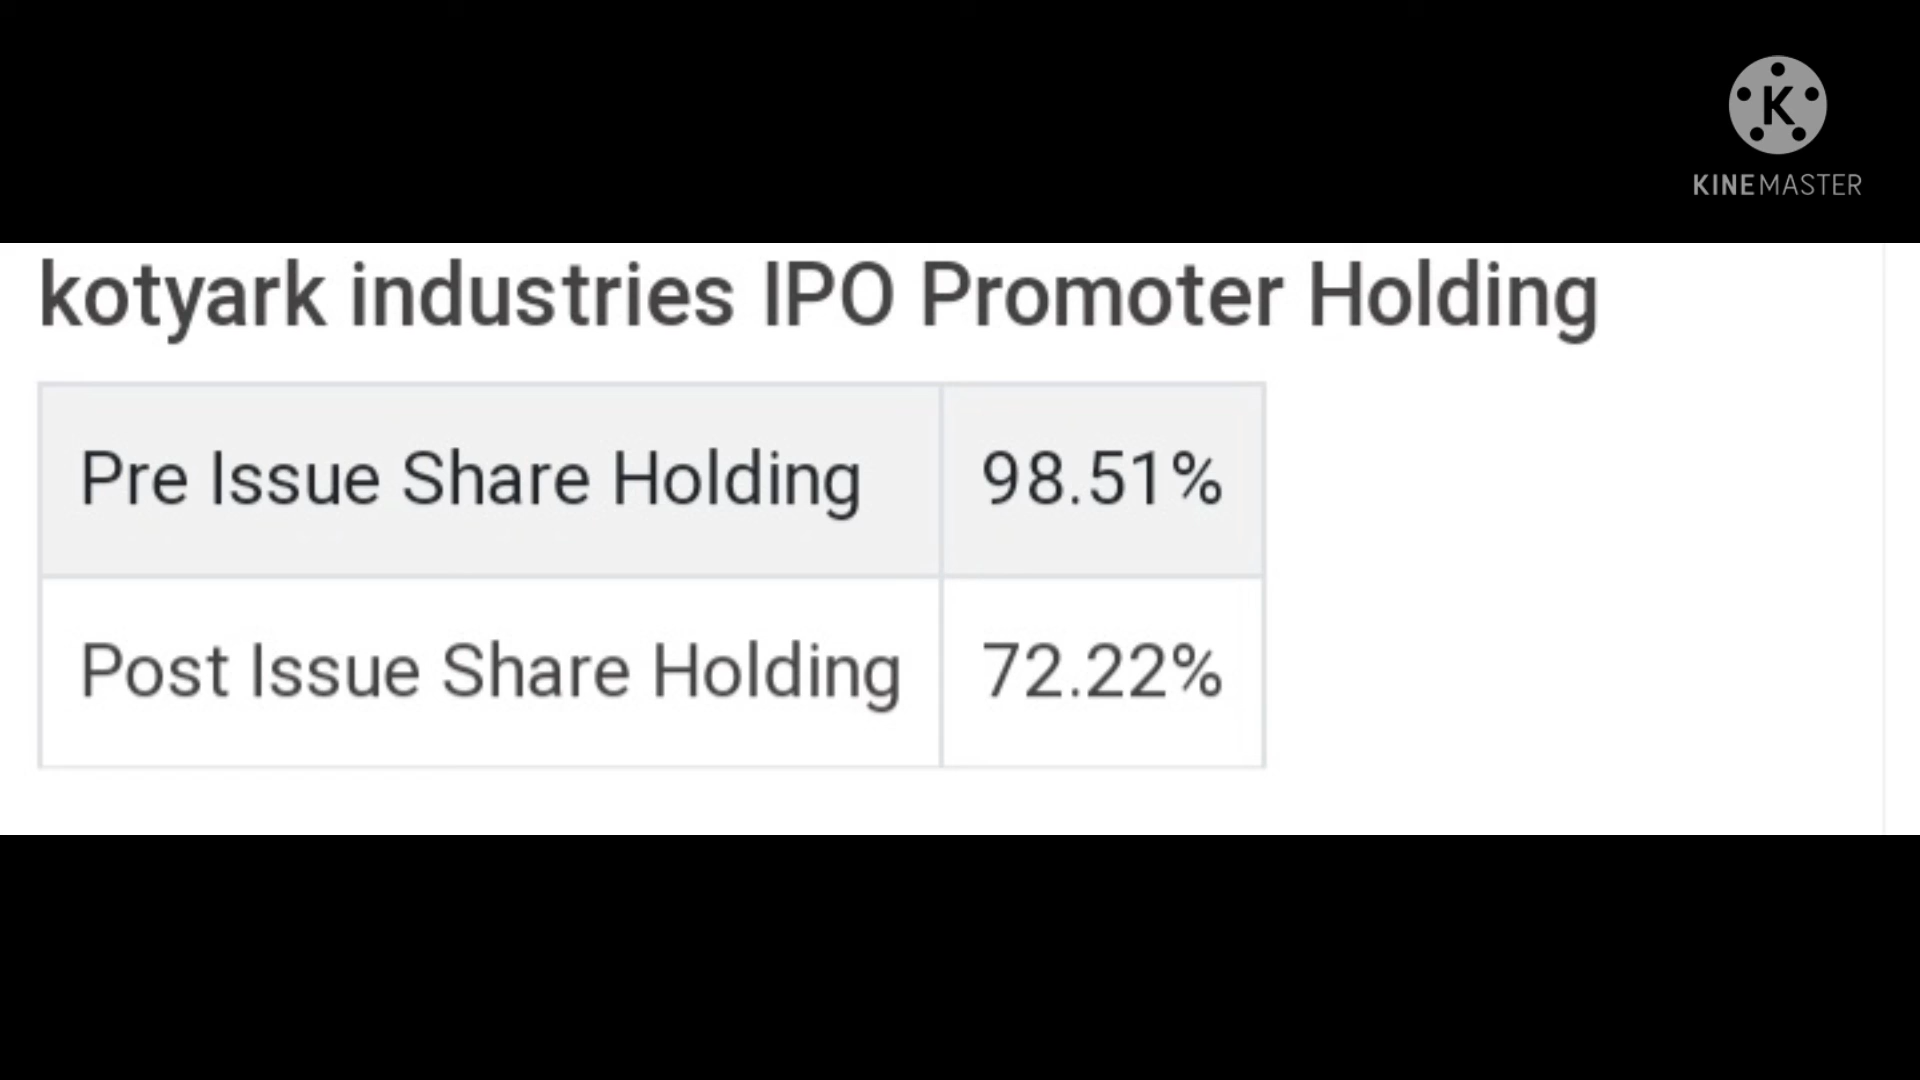 K
KINEMASTER
kotyark industries IPO Promoter Holding
Pre Issue Share Holding 98.51%
Post Issue Share Holding 72.22%